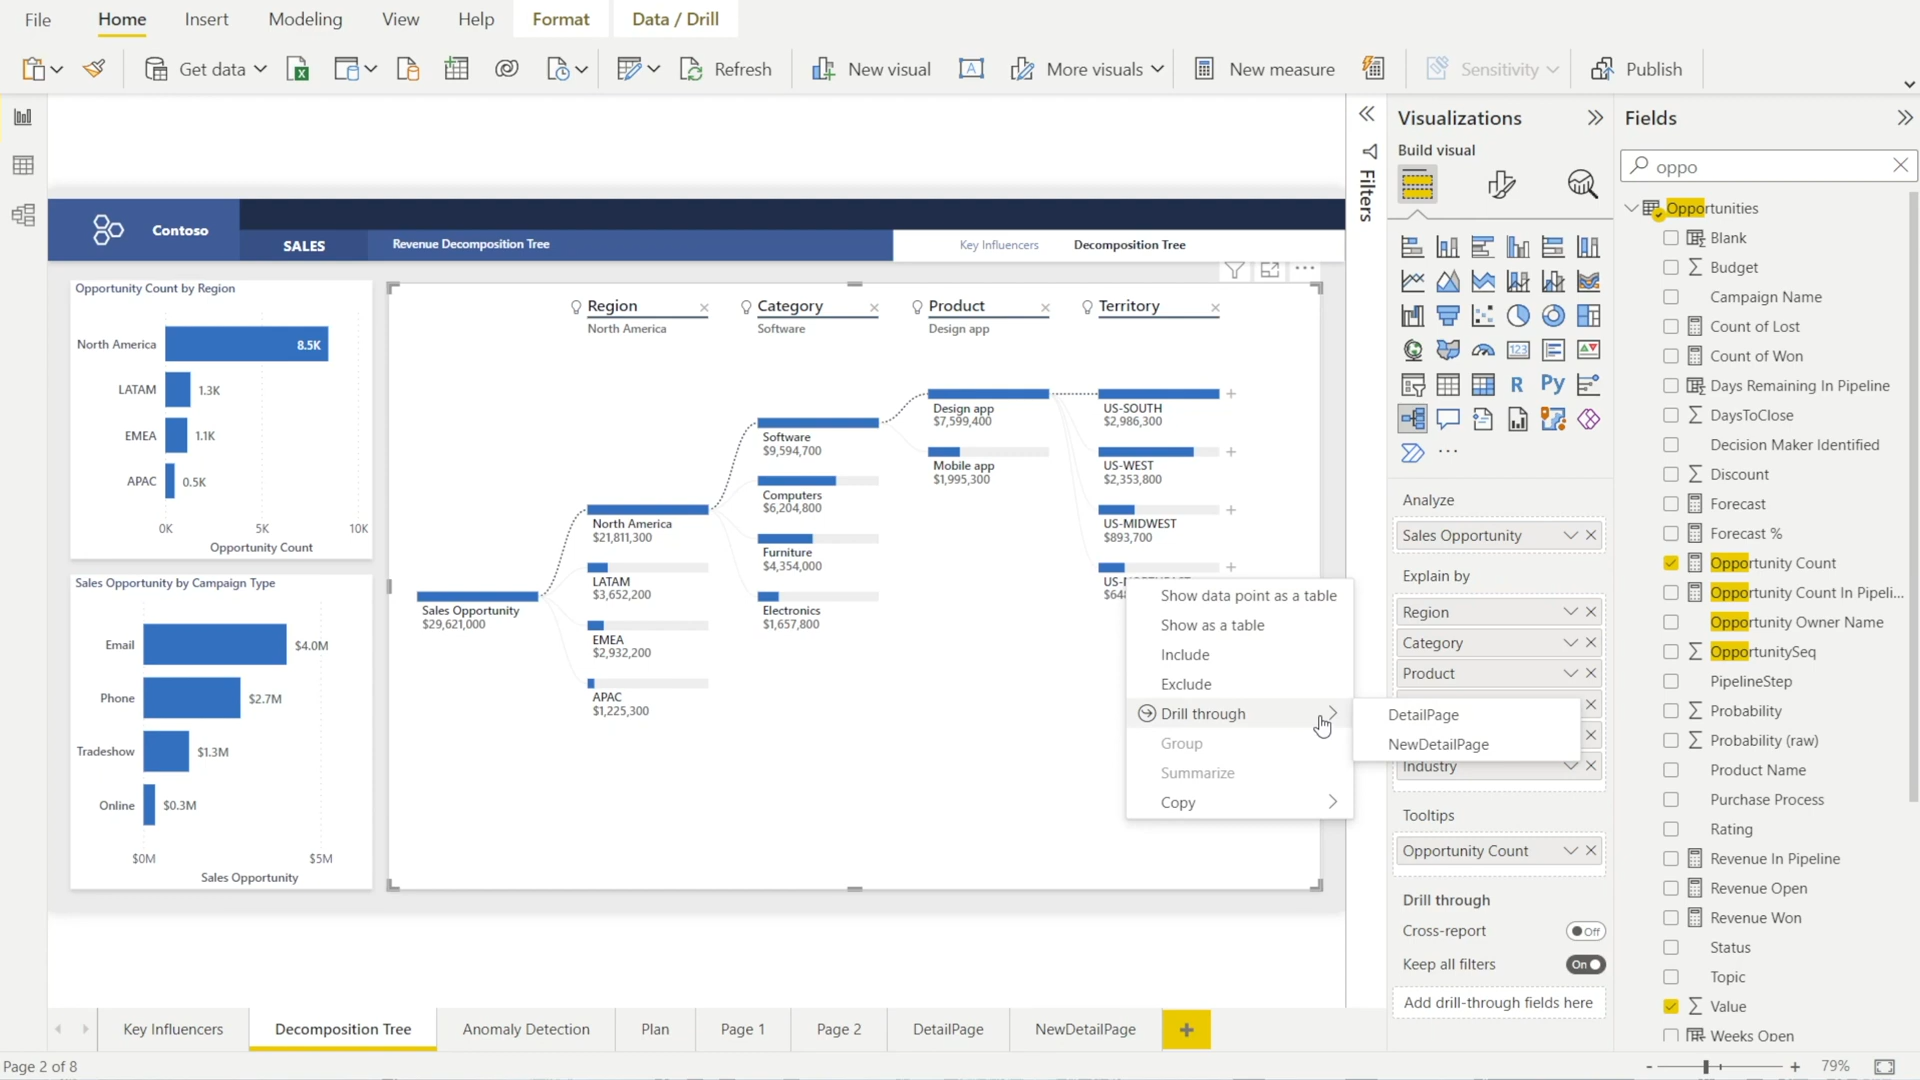 File
Home
Insert
Modeling
View
Help
Format
Data / Drill
Get data
Refresh
New visual
More visuals
New measure
Sensitivity
Publish
Contoso
SALES
Revenue Decomposition Tree
Key Influencers
Decomposition Tree
Opportunity Count by Region
North America
8.5K
LATAM
1.3K
EMEA
1.1K
APAC
0.5K
0K
5K
10K
Opportunity Count
Sales Opportunity by Campaign Type
Email
$4.0M
Phone
$2.7M
Tradeshow
$1.3M
Online
$0.3M
$0M
$5M
Sales Opportunity
Region
North America
Category
Software
Product
Design app
Territory
Sales Opportunity
$29,621,000
North America
$21,811,300
LATAM
$3,652,200
EMEA
$2,932,200
APAC
$1,225,300
Software
$9,594,700
Computers
$6,204,800
Furniture
$4,354,000
Electronics
$1,657,800
Design app
$7,599,400
Mobile app
$1,995,300
US-SOUTH
$2,986,300
US-WEST
$2,353,800
US-MIDWEST
$893,700
Show data point as a table
Show as a table
Include
Exclude
Drill through
Group
Summarize
Copy
DetailPage
NewDetailPage
Filters
Visualizations
Build visual
123
R
Py
Analyze
Sales Opportunity
Explain by
Region
Category
Product
Industry
Tooltips
Opportunity Count
Drill through
Cross-report
Off
Keep all filters
On
Add drill-through fields here
Fields
oppo
Opportunities
Blank
Budget
Campaign Name
Count of Lost
Count of Won
Days Remaining In Pipeline
DaysToClose
Decision Maker Identified
Discount
Forecast
Forecast %
Opportunity Count
Opportunity Count In Pipeli...
Opportunity Owner Name
OpportunitySeq
PipelineStep
Probability
Probability (raw)
Product Name
Purchase Process
Rating
Revenue In Pipeline
Revenue Open
Revenue Won
Status
Topic
Value
Weeks Open
Key Influencers
Decomposition Tree
Anomaly Detection
Plan
Page 1
Page 2
DetailPage
NewDetailPage
Page 2 of 8
79%